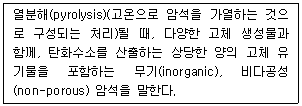 열분해(pyrolysis)(고온으로 암석을 가열하는 것으
로 구성되는 처리)될 때, 다양한 고체 생성물과
함께, 탄화수소를 산출하는 상당한 양의 고체 유
기물을 포함하는 무기(inorganic), 비다공성
(non-porous) 암석을 말한다.